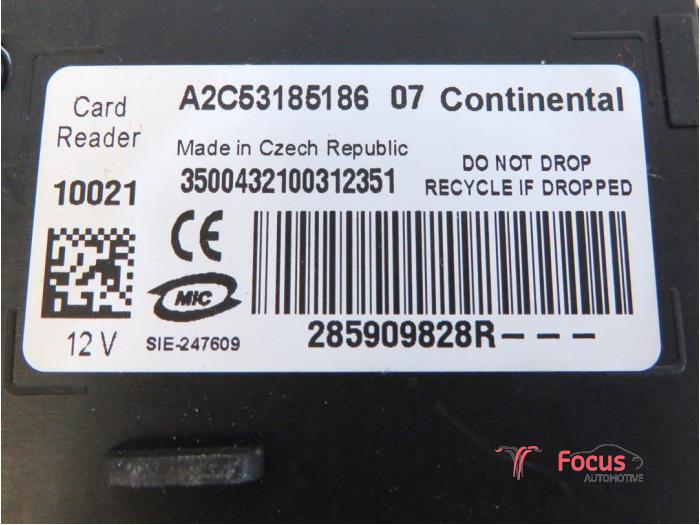 Card
Reader
A2C53185186 07 Continental
Made in Czech Republic
10021
3500432100312351
DO NOT DROP
RECYCLE IF DROPPED
CE
MIC
12 V
SIE-247609
285909828R---
Focus
AUTOMOTIVE